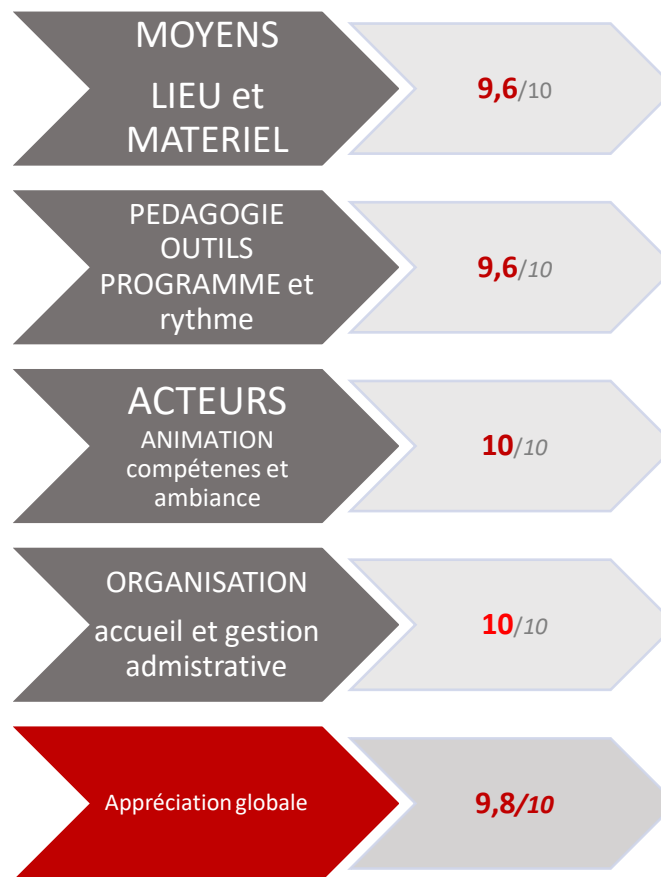 MOYENS
LIEU et
MATERIEL
9,6/10
PEDAGOGIE
OUTILS
PROGRAMME et
rythme
9,6/10
ACTEURS
ANIMATION
compétenes et
ambiance
10/10
ORGANISATION
accueil et gestion
admistrative
10/10
Appréciation globale
9,8/10